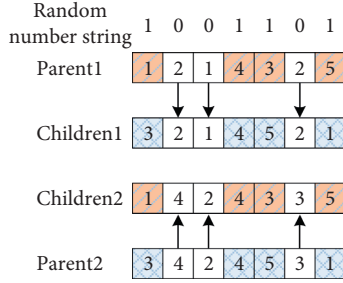 Random number string 1 0 0 1 1 0 1
Parent1 1 2 1 4 3 2 5
Children1 3 2 1 4 5 2 1
Children2 1 4 2 4 3 3 5
Parent2 3 4 2 4 5 3 1